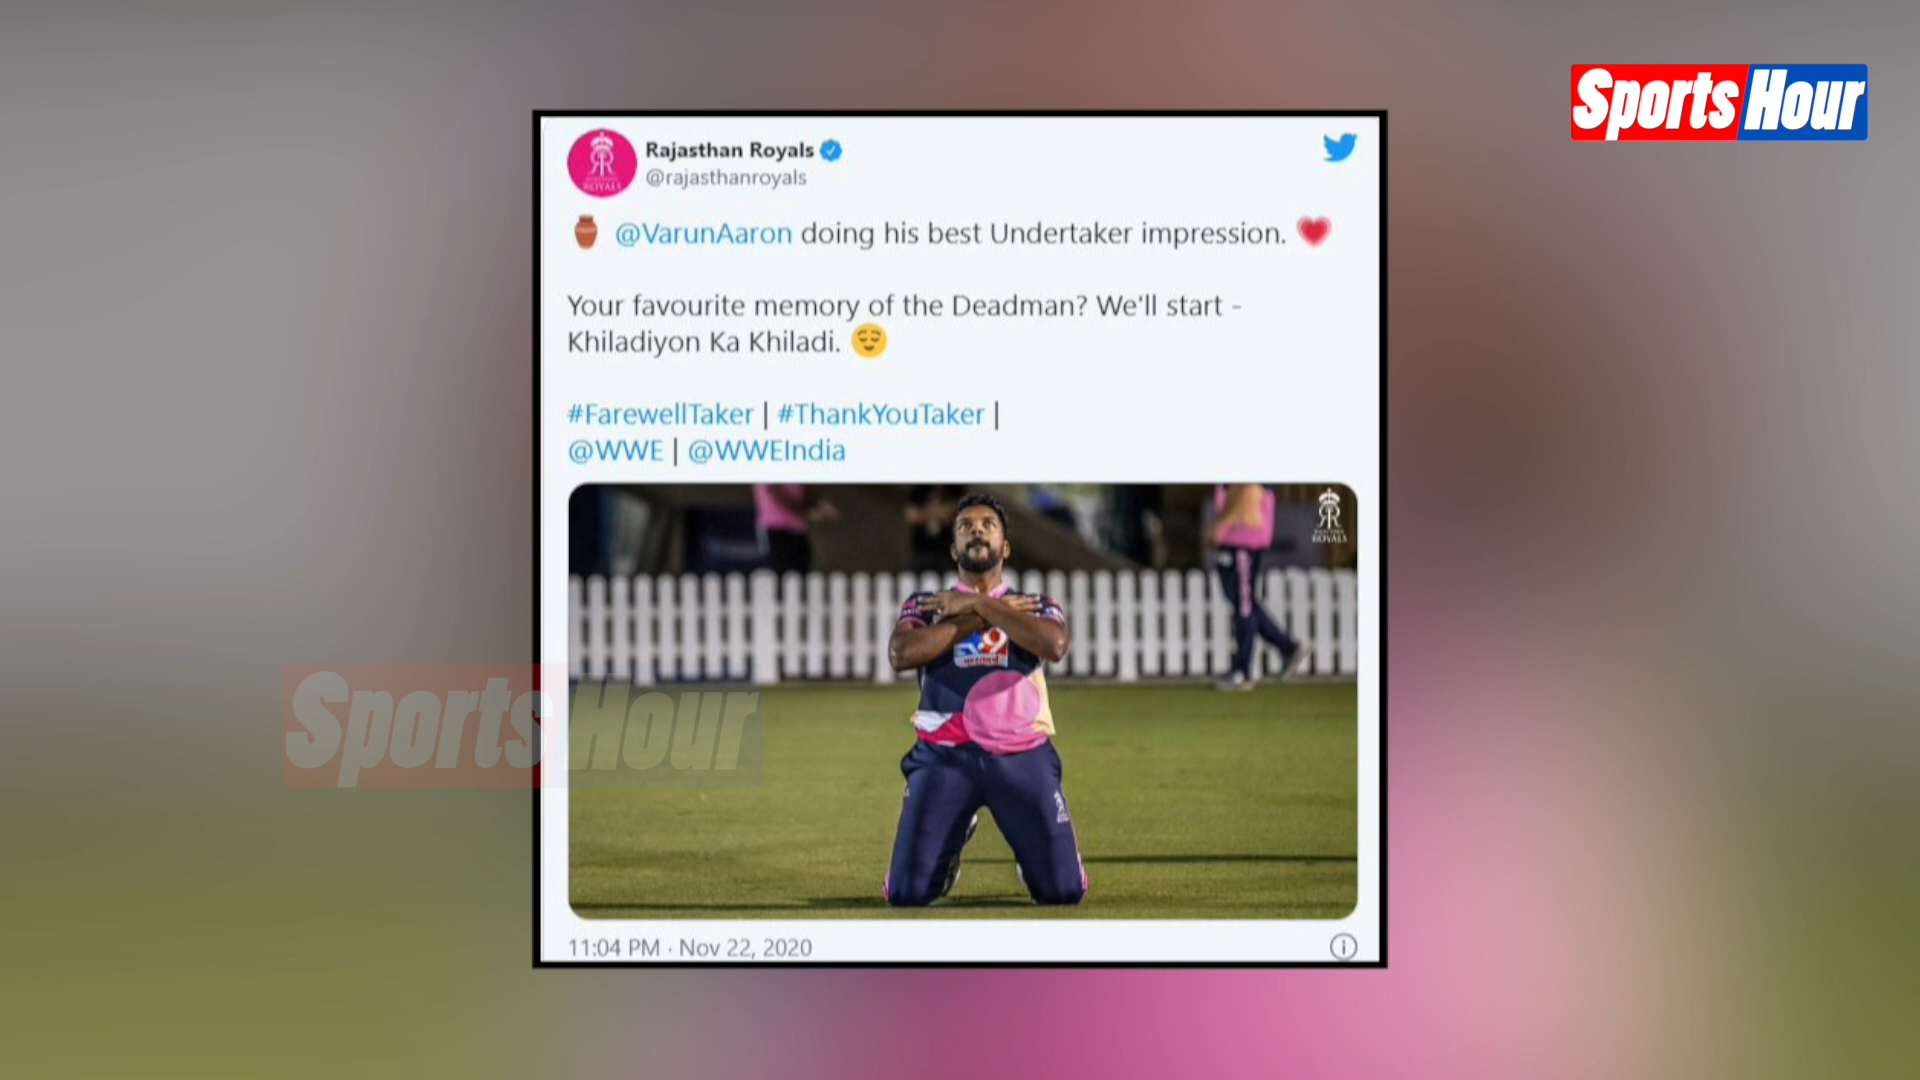 Sports Hour
Rajasthan Royals
@rajasthanroyals
@VarunAaron doing his best Undertaker impression.
Your favourite memory of the Deadman? We'll start -
Khiladiyon Ka Khiladi.
#FarewellTaker | #ThankYouTaker |
@WWE | @WWEIndia
ROYALS
Sports Hour
11:04 PM · Nov 22, 2020